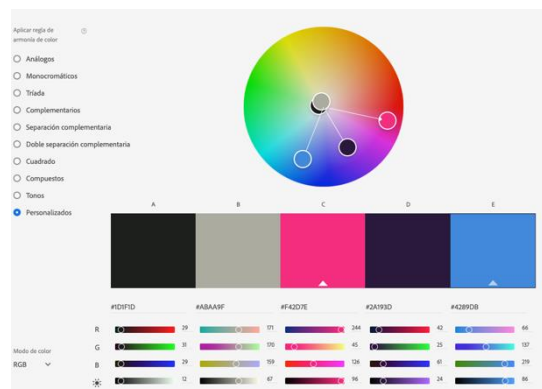 Aplicar regla de
armonía de color
Análogos
Monocromáticos
Tríada
Complementarios
Separación complementaria
Doble separación complementaria
Cuadrado
Compuestos
Tonos
Personalizados
A B C D E
#1D1F1D #ABAA9F #F42D7E #2A193D #4289DB
R 29 171 244 42 66
G 31 170 45 25 137
Modo de color
RGB B 29 159 126 61 219
12 67 96 24 86